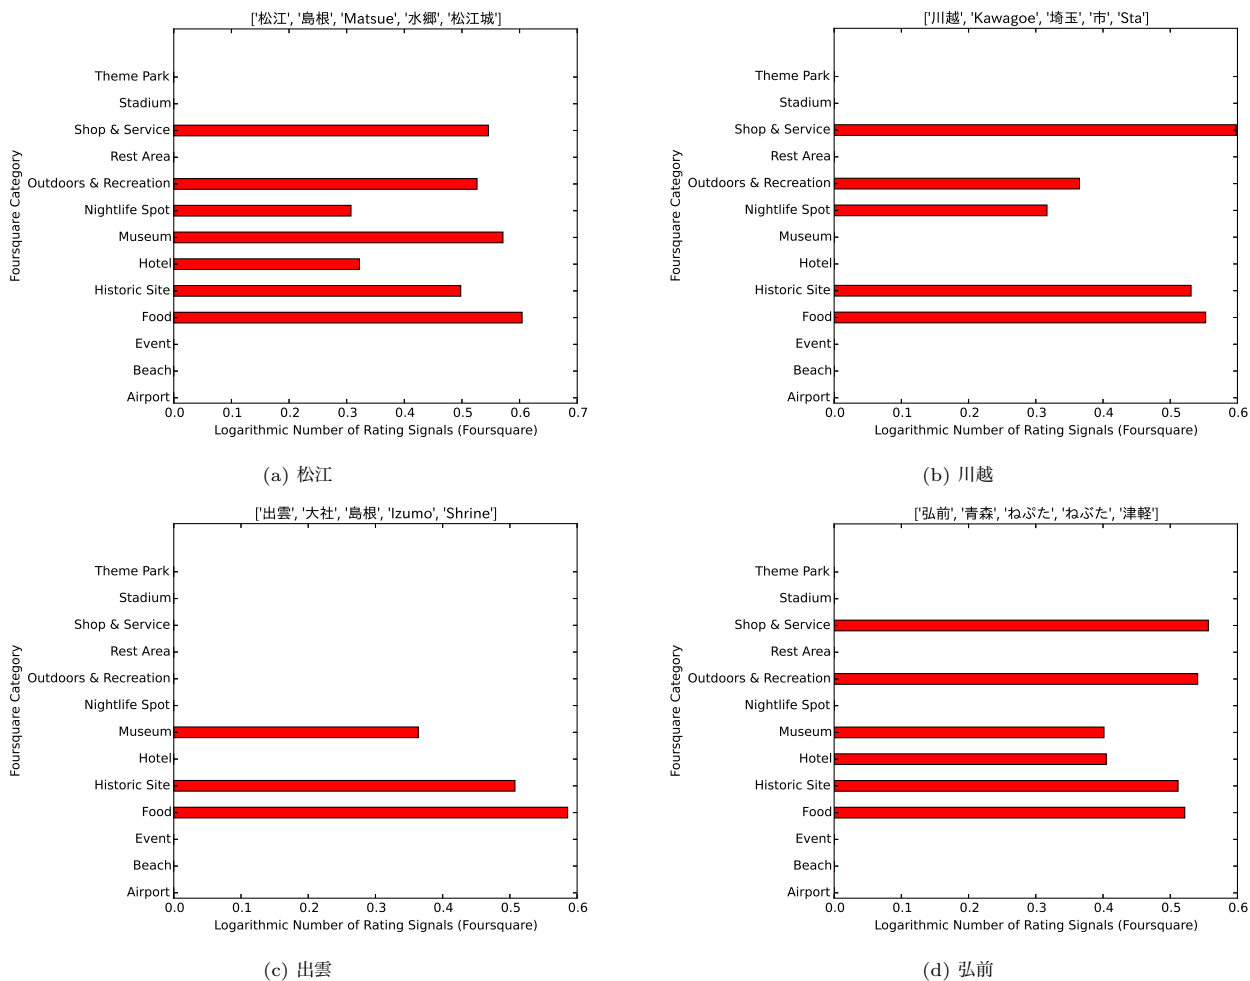 ['松江', '島根', 'Matsue', '水郷', '松江城']
Foursquare Category
Theme Park
Stadium
Shop & Service
Rest Area
Outdoors & Recreation
Nightlife Spot
Museum
Hotel
Historic Site
Food
Event
Beach
Airport
0.0 0.1 0.2 0.3 0.4 0.5 0.6 0.7
Logarithmic Number of Rating Signals (Foursquare)
(a) 松江
['川越', 'Kawagoe', '埼玉', '市', 'Sta']
Foursquare Category
Theme Park
Stadium
Shop & Service
Rest Area
Outdoors & Recreation
Nightlife Spot
Museum
Hotel
Historic Site
Food
Event
Beach
Airport
0.0 0.1 0.2 0.3 0.4 0.5 0.6
Logarithmic Number of Rating Signals (Foursquare)
(b) 川越
['出雲', '大社', '島根', 'Izumo', 'Shrine']
Foursquare Category
Theme Park
Stadium
Shop & Service
Rest Area
Outdoors & Recreation
Nightlife Spot
Museum
Hotel
Historic Site
Food
Event
Beach
Airport
0.0 0.1 0.2 0.3 0.4 0.5 0.6
Logarithmic Number of Rating Signals (Foursquare)
(c) 出雲
['弘前', '青森', 'ねぷた', 'ねぶた', '津軽']
Foursquare Category
Theme Park
Stadium
Shop & Service
Rest Area
Outdoors & Recreation
Nightlife Spot
Museum
Hotel
Historic Site
Food
Event
Beach
Airport
0.0 0.1 0.2 0.3 0.4 0.5 0.6
Logarithmic Number of Rating Signals (Foursquare)
(d) 弘前